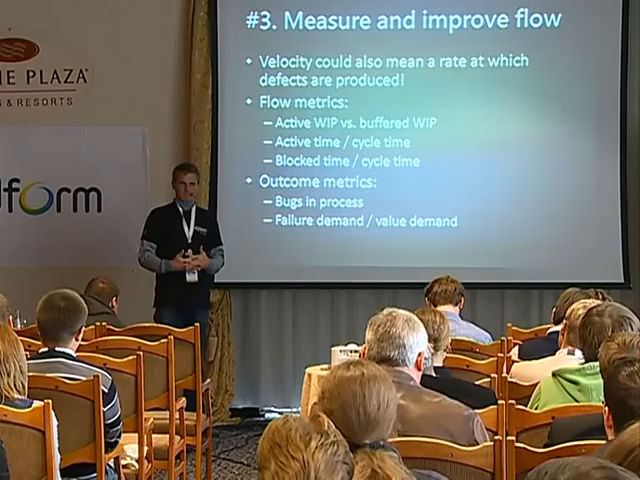 #3. Measure and improve flow
• Velocity could also mean a rate at which
defects are produced!
• Flow metrics:
– Active WIP vs. buffered WIP
– Active time / cycle time
– Blocked time / cycle time
• Outcome metrics:
– Bugs in process
– Failure demand / value demand
NE PLAZA
S & RESORTS
form